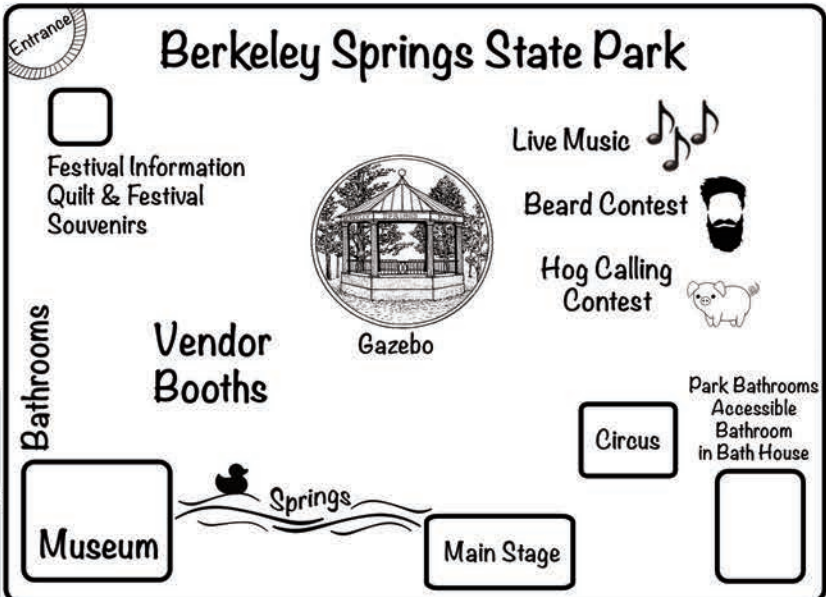 Entrance
Berkeley Springs State Park
Festival Information
Quilt & Festival
Souvenirs
Live Music
Beard Contest
Hog Calling
Contest
Gazebo
Bathrooms
Vendor
Booths
Park Bathrooms
Accessible
Bathroom
in Bath House
Circus
Springs
Museum
Main Stage